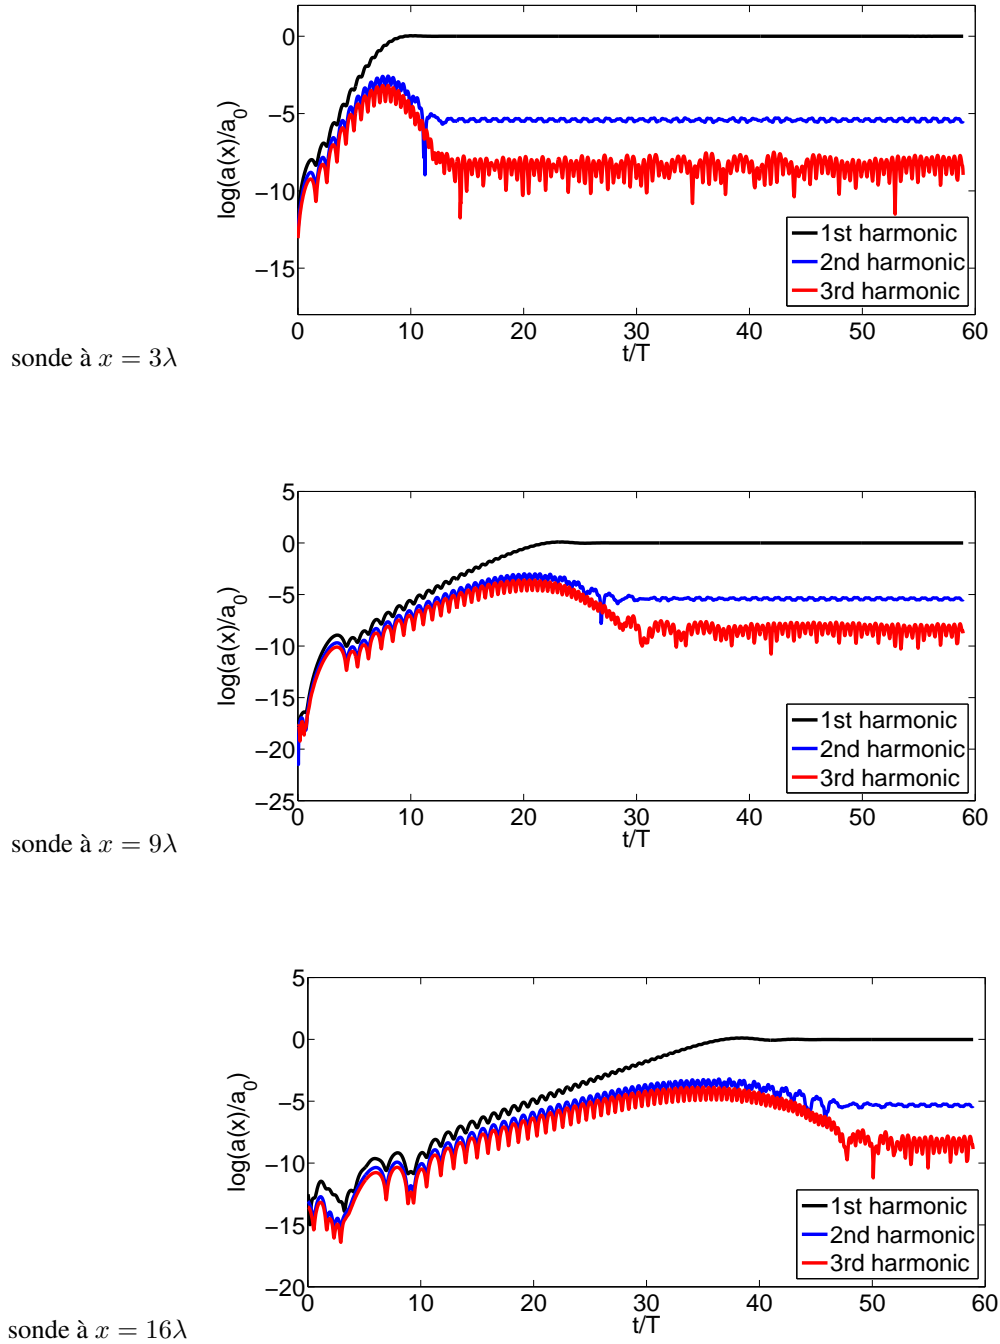 0
−5
−10
−15
log(a(x)/a0)
0 10 20 30 40 50 60
t/T
1st harmonic
2nd harmonic
3rd harmonic
sonde à x = 3λ
5
0
−5
−10
−15
−20
−25
log(a(x)/a0)
0 10 20 30 40 50 60
t/T
1st harmonic
2nd harmonic
3rd harmonic
sonde à x = 9λ
5
0
−5
−10
−15
−20
log(a(x)/a0)
0 10 20 30 40 50 60
t/T
1st harmonic
2nd harmonic
3rd harmonic
sonde à x = 16λ